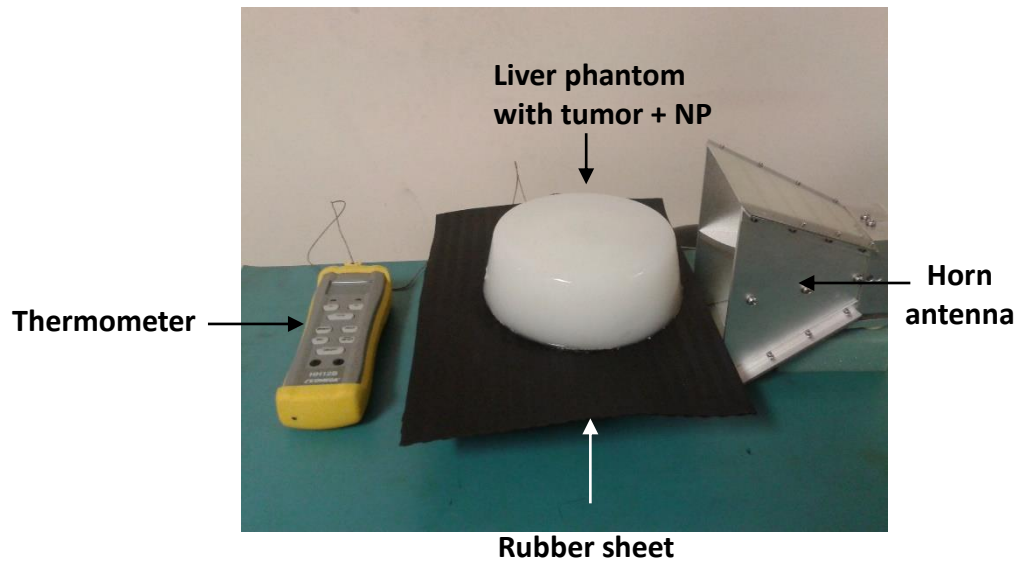 Liver phantom
with tumor + NP
Thermometer
Horn
antenna
Rubber sheet